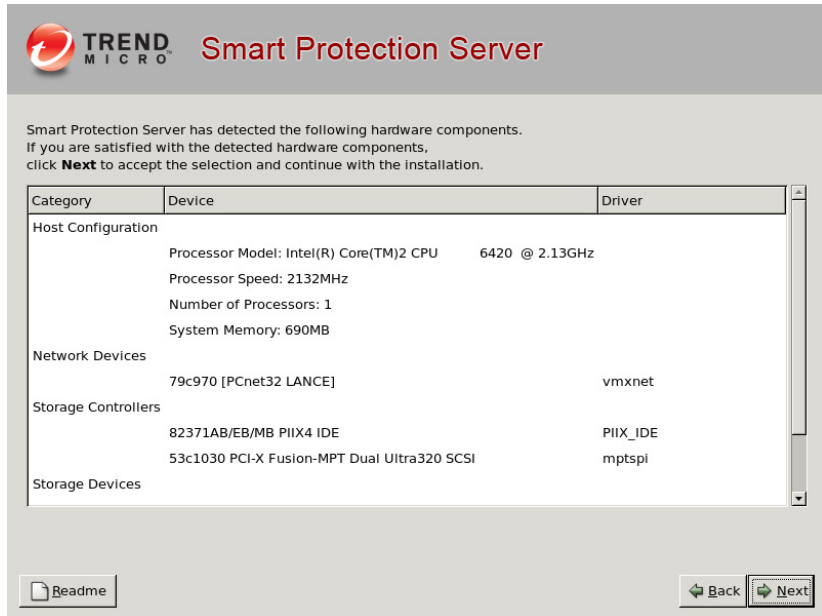 TREND MICRO™ Smart Protection Server
Smart Protection Server has detected the following hardware components.
If you are satisfied with the detected hardware components,
click Next to accept the selection and continue with the installation.
Category Device Driver
Host Configuration
Processor Model: Intel(R) Core(TM)2 CPU 6420 @ 2.13GHz
Processor Speed: 2132MHz
Number of Processors: 1
System Memory: 690MB
Network Devices
79c970 [PCnet32 LANCE] vmxnet
Storage Controllers
82371AB/EB/MB PIIX4 IDE PIIX_IDE
53c1030 PCI-X Fusion-MPT Dual Ultra320 SCSI mptspi
Storage Devices
Readme Back Next